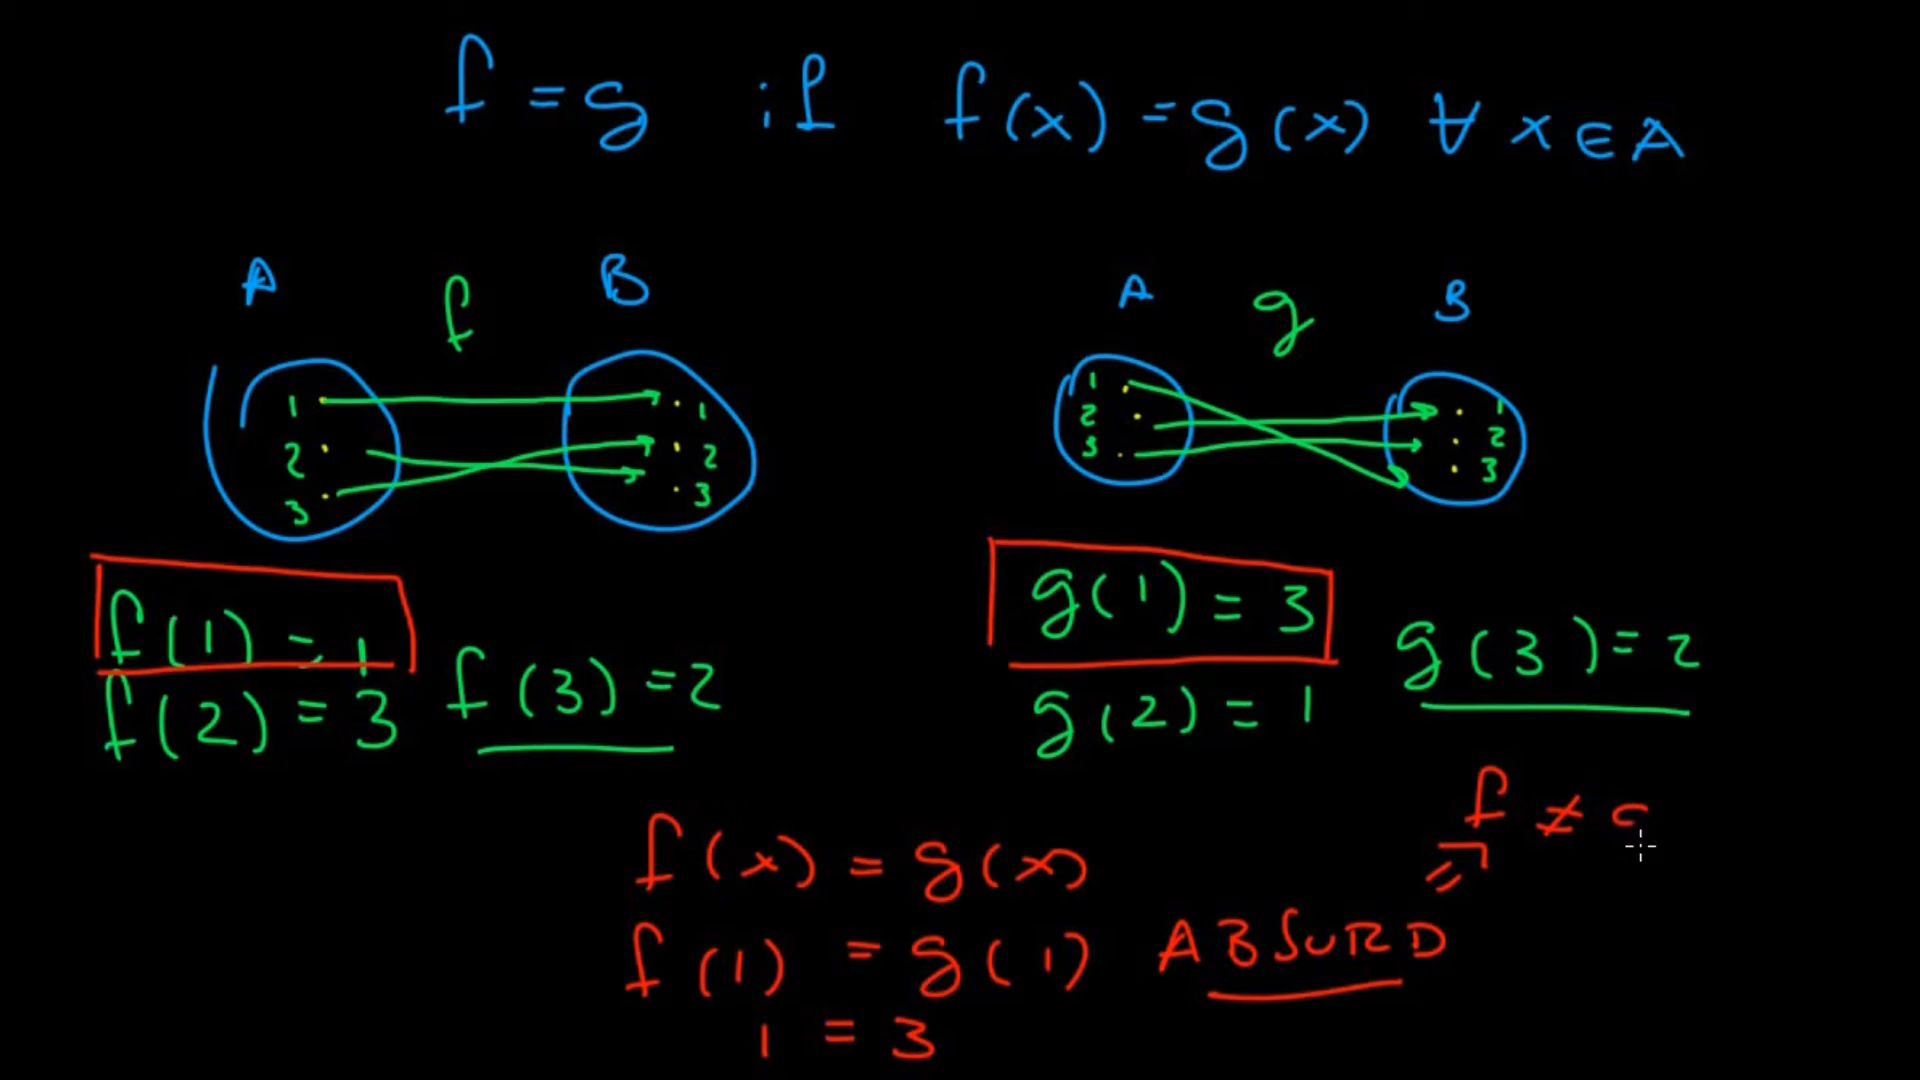 f = g if f(x) = g(x) ∀ x ∈ A
A f B
A g B
1 1
2 2
3 3
1 1
2 2
3 3
f(1) = 1
f(2) = 3 f(3) = 2
g(1) = 3 g(3) = 2
g(2) = 1
f ≠
f(x) = g(x)
f(1) = g(1) ABSURD ⇒
1 = 3